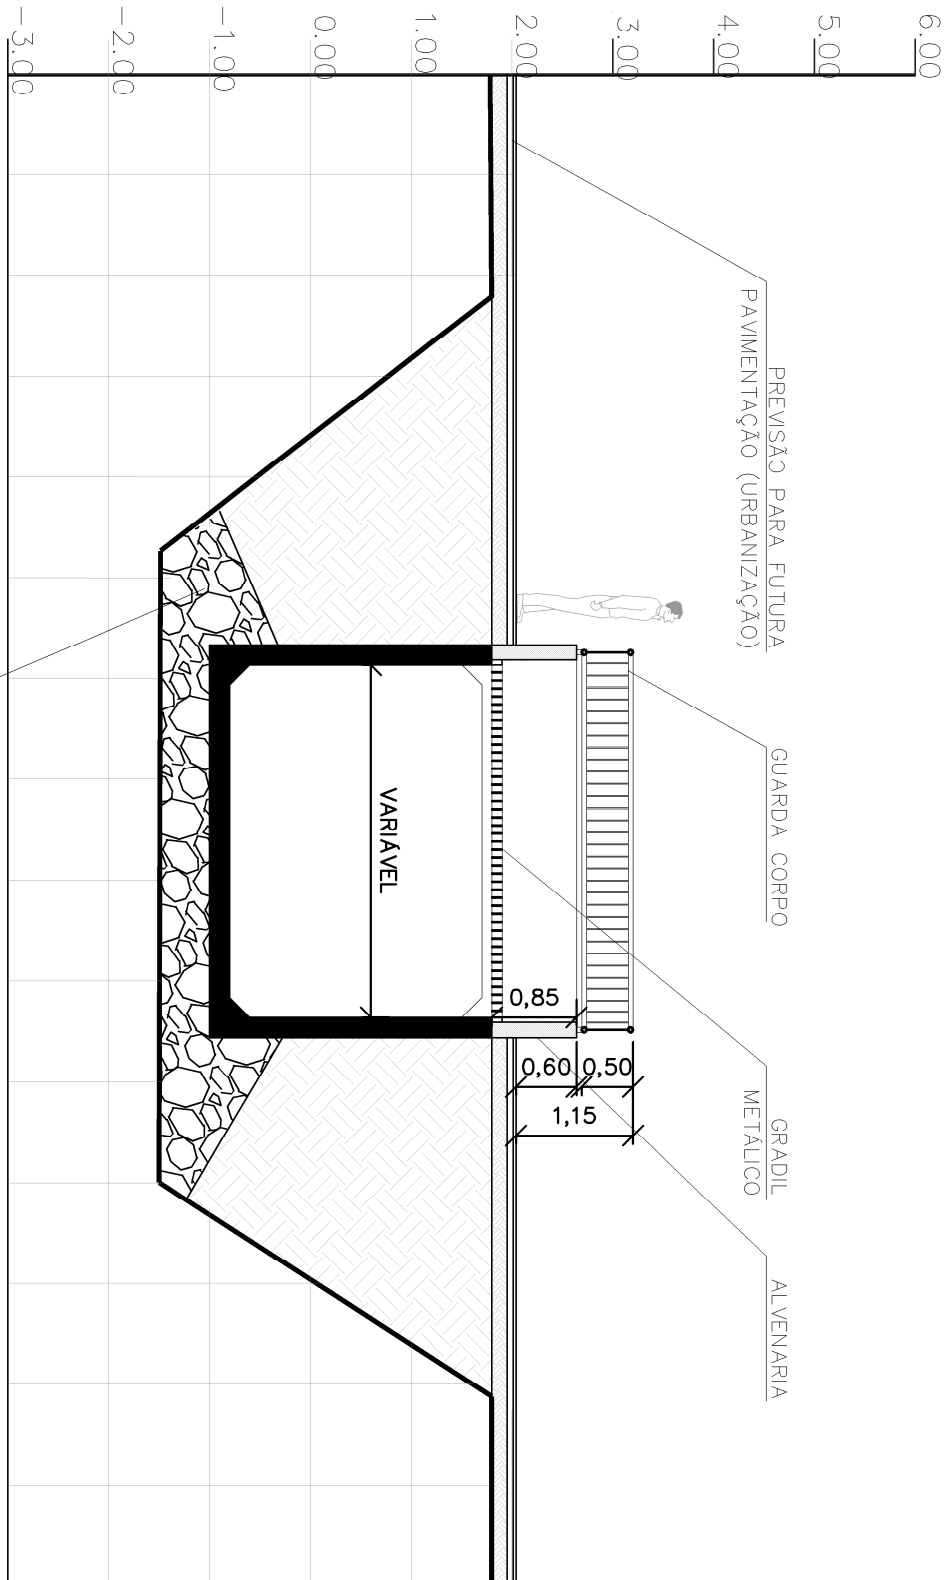 6.00
5.00
4.00
3.00
2.00
1.00
0.00
-1.00
-2.00
-3.00
PREVISÃO PARA FUTURA
PAVIMENTAÇÃO (URBANIZAÇÃO)
GUARDA CORPO
GRADIL
METÁLICO
ALVENARIA
VARIÁVEL
0,85
0,60
0,50
1,15